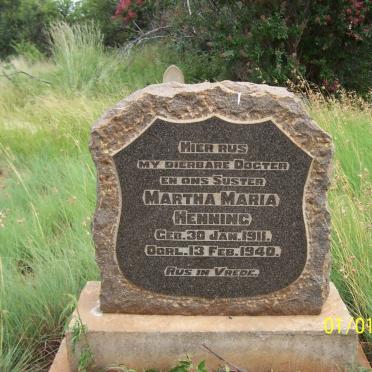 HIER RUS
MY DIERBARE DOGTER
EN ONS SUSTER
MARTHA MARIA
HENNING
GEB. 30 JAN. 1911.
OORL. 13 FEB. 1940.
RUS IN VREDE.
01/01